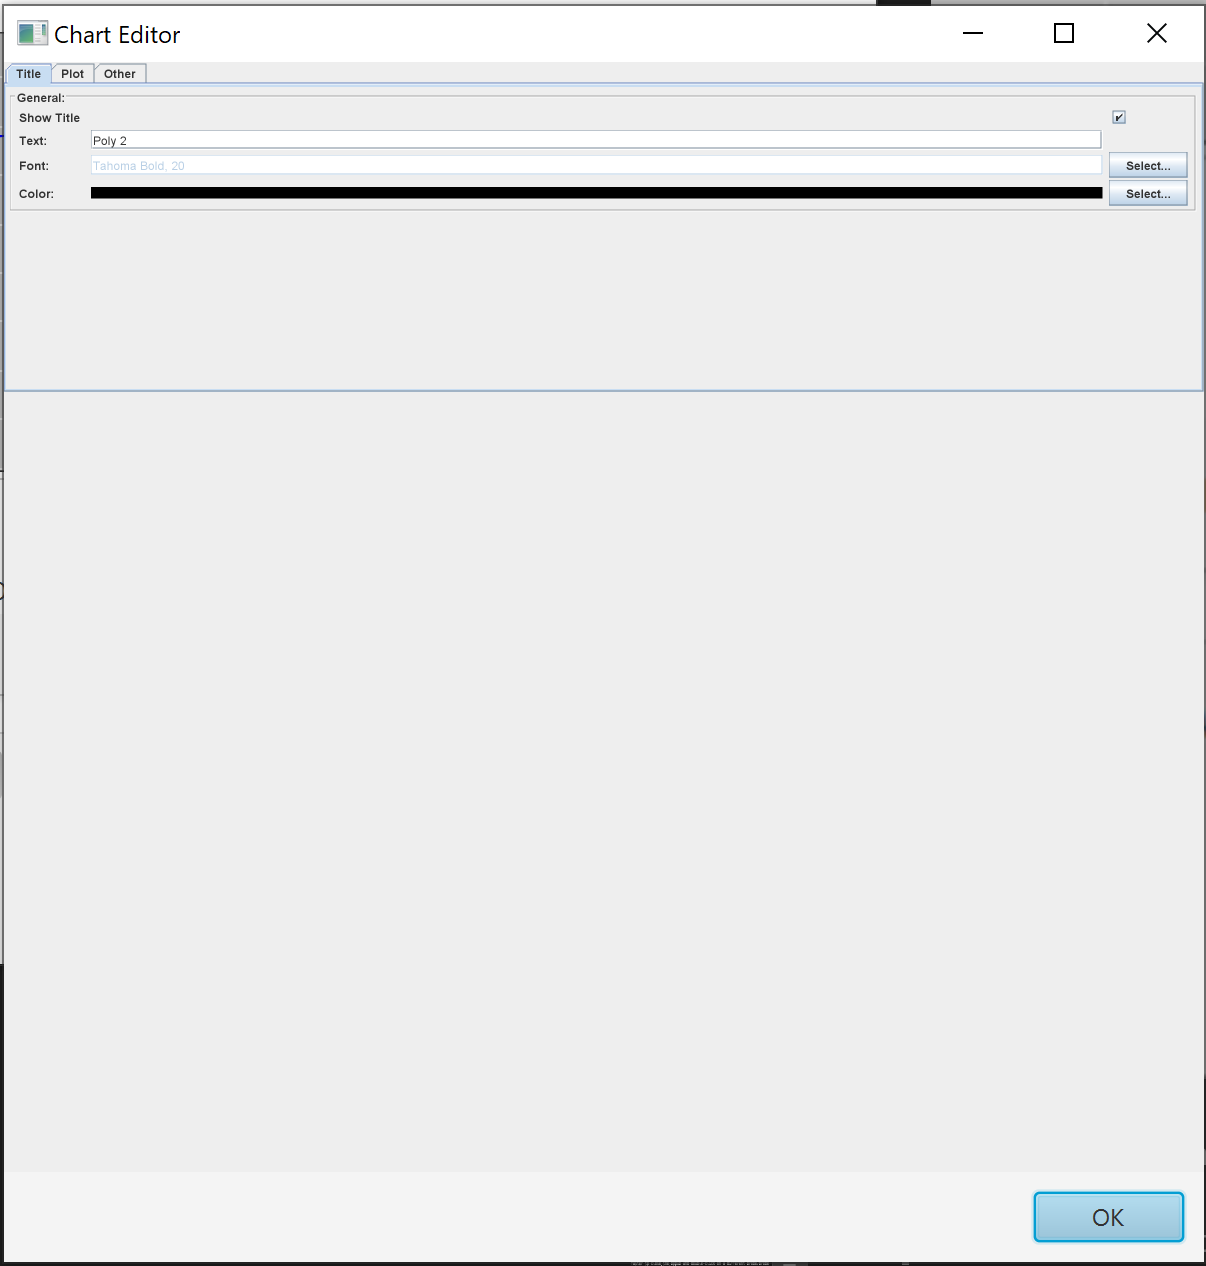 Chart Editor
Title Plot Other
General:
Show Title
Text: Poly 2
Font: Tahoma Bold, 20 Select...
Color: Select...
OK